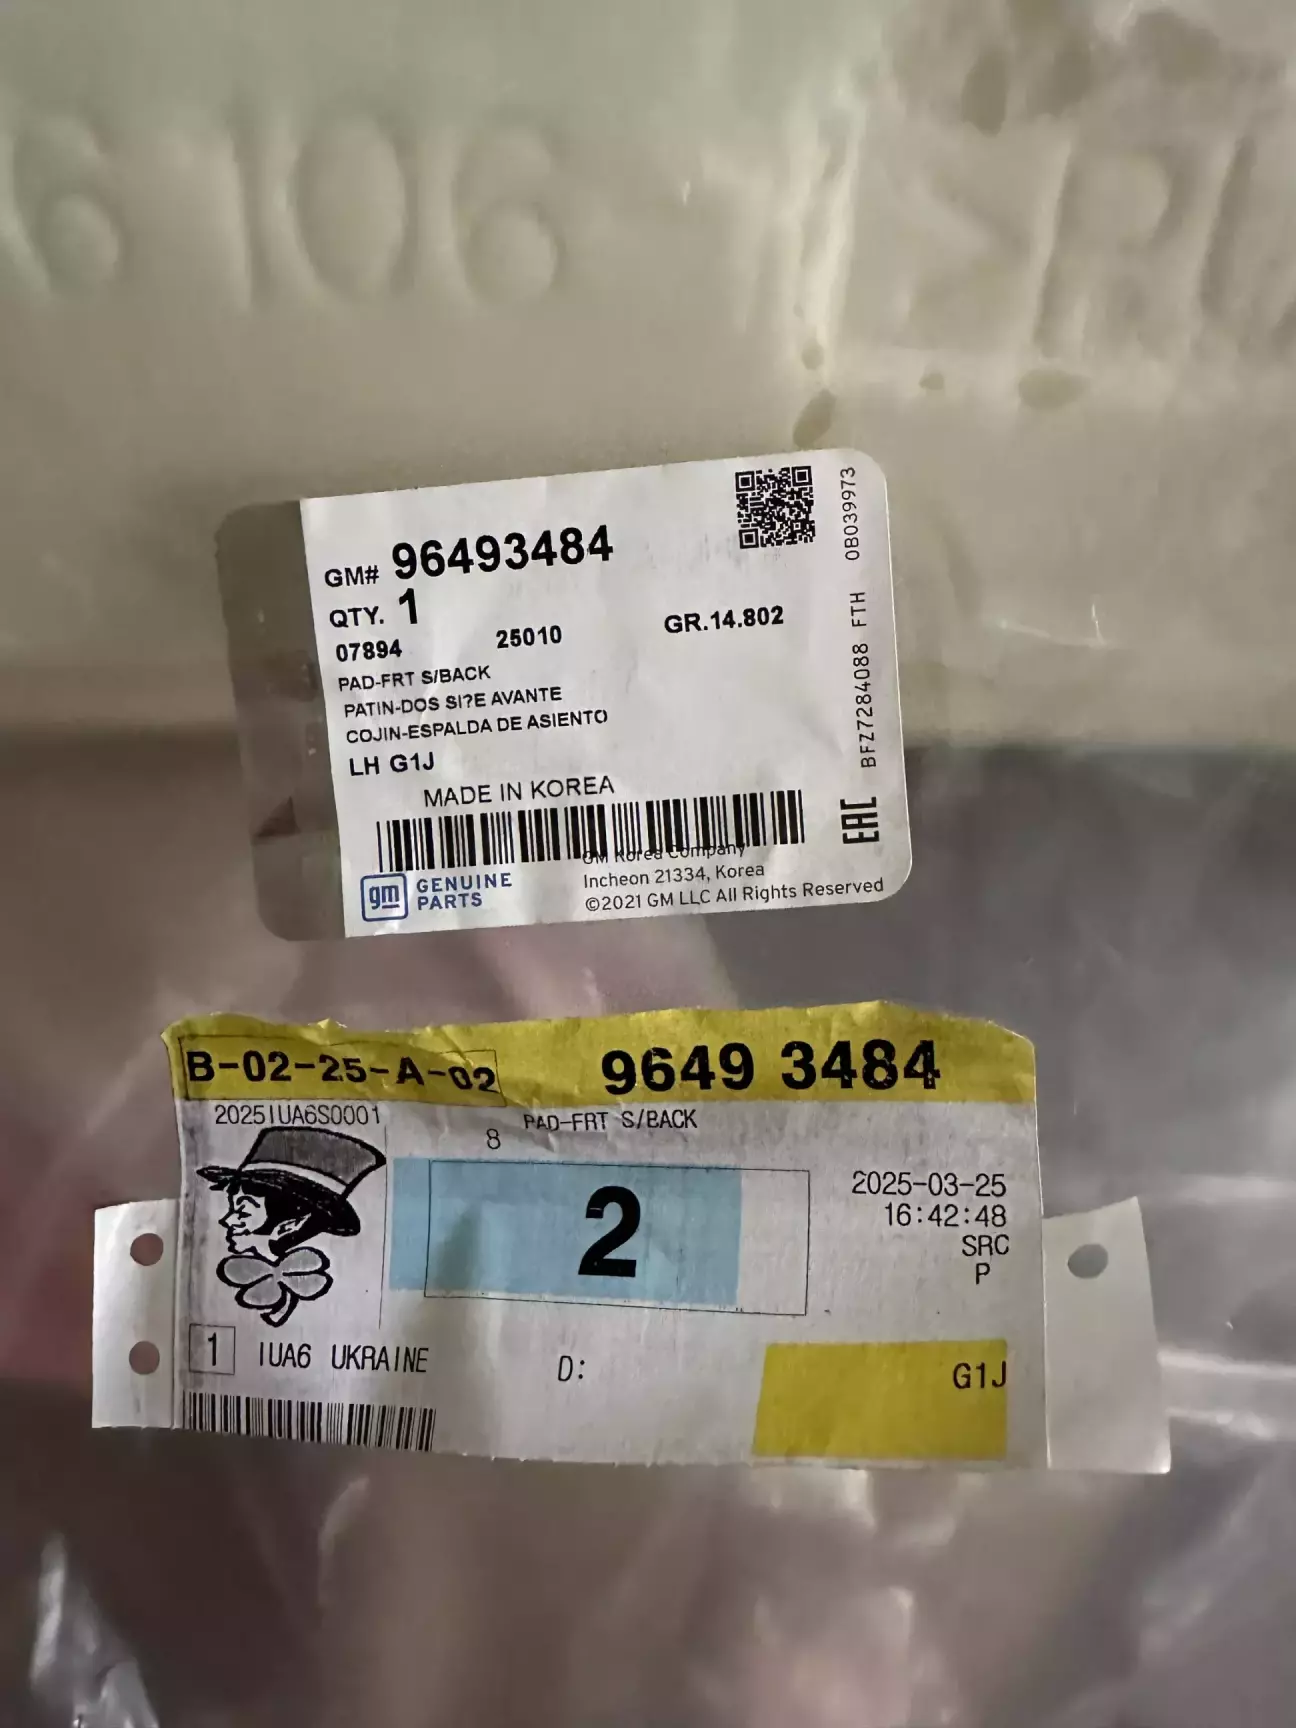 6 106
GM# 96493484
QTY. 1
07894 25010 GR.14.802
PAD-FRT S/BACK
PATIN-DOS SI?E AVANTE
COJIN-ESPALDA DE ASIENTO
LH G1J
MADE IN KOREA
GM Korea Company
Incheon 21334, Korea
©2021 GM LLC All Rights Reserved
gm GENUINE
PARTS
BFZ7284088 FTH 0B039973
EAC
B-02-25-A-02 9649 3484
2025IUA6S0001
8 PAD-FRT S/BACK
2
2025-03-25
16:42:48
SRC
P
1 IUA6 UKRAINE
D:
G1J